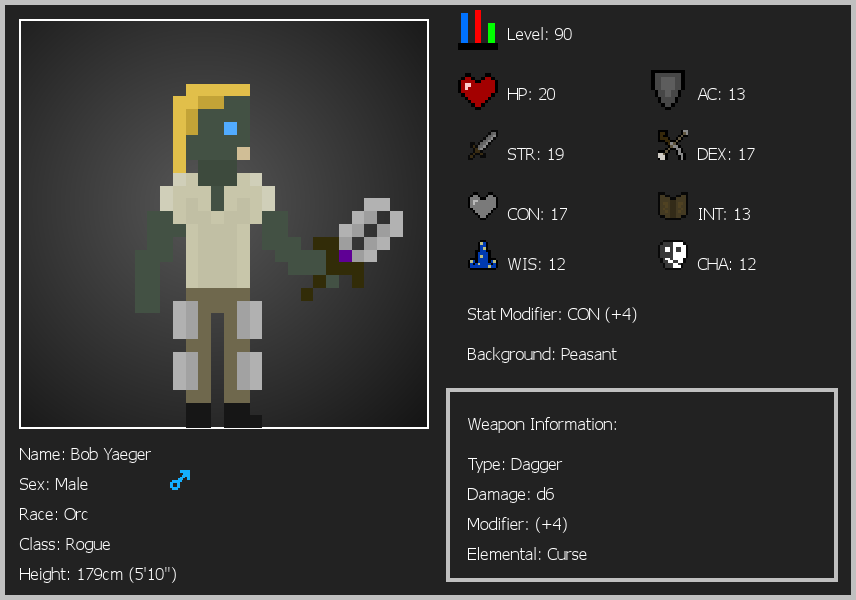 Level: 90
HP: 20
AC: 13
STR: 19
DEX: 17
CON: 17
INT: 13
WIS: 12
CHA: 12
Stat Modifier: CON (+4)
Background: Peasant
Weapon Information:
Type: Dagger
Damage: d6
Modifier: (+4)
Elemental: Curse
Name: Bob Yaeger
Sex: Male
Race: Orc
Class: Rogue
Height: 179cm (5'10")